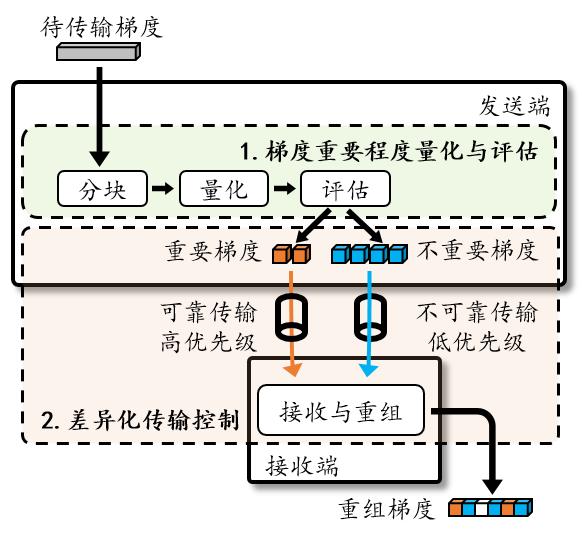 待传输梯度
发送端
1.梯度重要程度量化与评估
分块
量化
评估
重要梯度
不重要梯度
可靠传输
高优先级
不可靠传输
低优先级
接收与重组
2.差异化传输控制
接收端
重组梯度